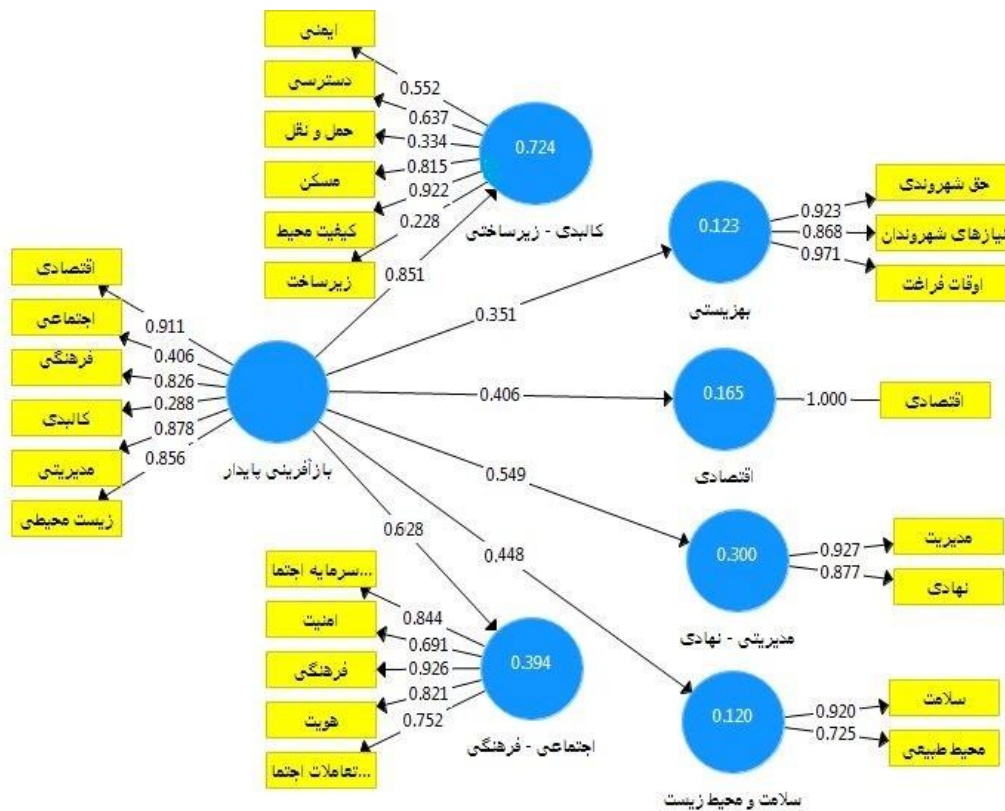 ایمنی
دسترسی
حمل و نقل
مسکن
کیفیت محیط
زیرساخت
0.552
0.637
0.334
0.815
0.922
0.228
0.724
کالبدی - زیرساختی
0.851
حق شهروندی
نیازهای شهروندان
اوقات فراغت
0.923
0.868
0.971
0.123
بهزیستی
0.351
اقتصادی
اجتماعی
فرهنگی
کالبدی
مدیریتی
زیست محیطی
0.911
0.406
0.826
0.288
0.878
0.856
بازآفرینی پایدار
0.406
0.165
1.000
اقتصادی
اقتصادی
0.549
0.300
0.927
0.877
مدیریت
نهادی
مدیریتی - نهادی
0.628
0.448
سرمایه اجتما...
امنیت
فرهنگی
هویت
تعاملات اجتما...
0.844
0.691
0.926
0.821
0.752
0.394
اجتماعی - فرهنگی
0.120
0.920
0.725
سلامت
محیط طبیعی
سلامت و محیط زیست